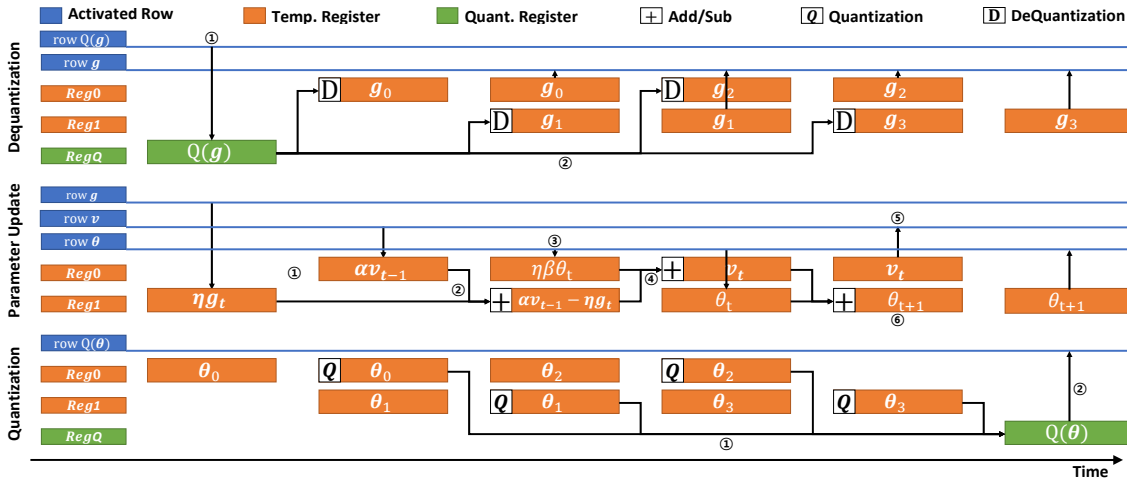 Activated Row Temp. Register Quant. Register + Add/Sub Q Quantization D DeQuantization
Dequantization
row Q(g) ①
row g
Reg0 D g₀ g₀ D g₂ g₂
Reg1 D g₁ g₁ D g₃ g₃
RegQ Q(g) ②
Parameter Update
row g
row v ⑤
row θ ③
Reg0 ① αvₜ₋₁ ② ηβθₜ ④ + vₜ vₜ
Reg1 ηgₜ + αvₜ₋₁ − ηgₜ θₜ + θₜ₊₁ θₜ₊₁
⑥
Quantization
row Q(θ)
Reg0 θ₀ Q θ₀ θ₂ Q θ₂ ②
Reg1 θ₁ Q θ₁ θ₃ Q θ₃
RegQ ① Q(θ)
Time